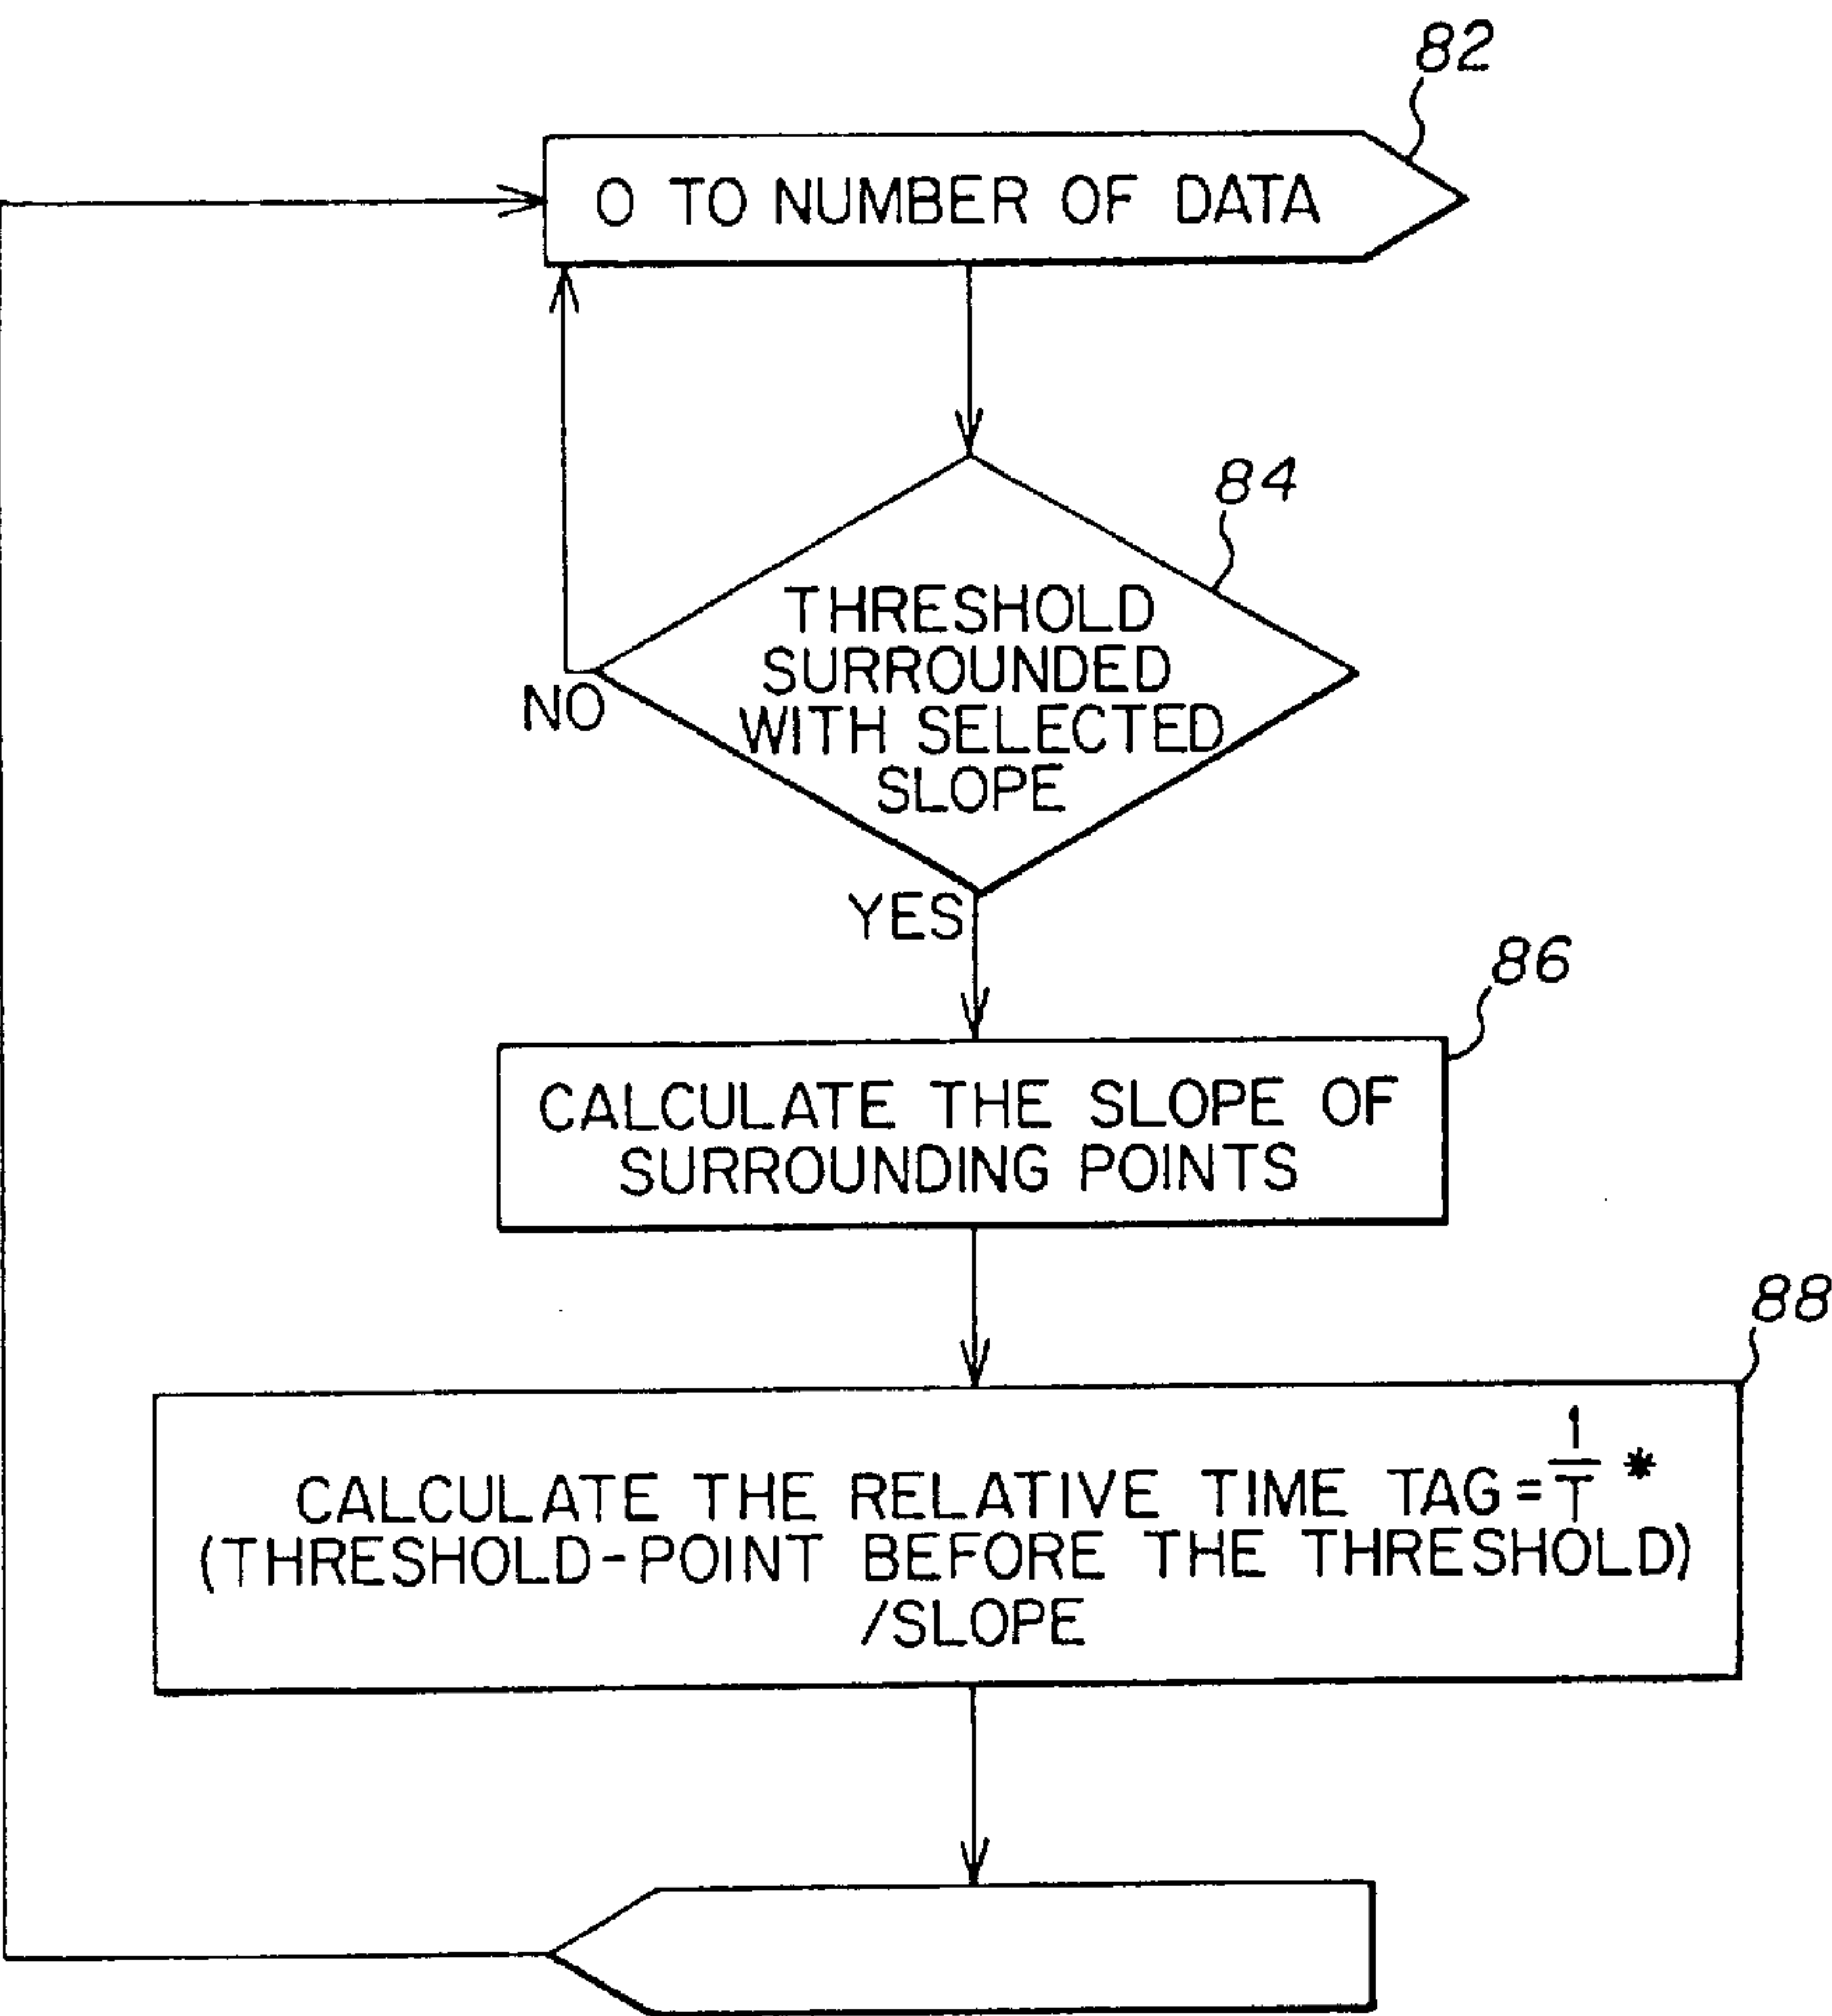 82
0 TO NUMBER OF DATA
84
THRESHOLD
SURROUNDED
WITH SELECTED
SLOPE
NO
YES
86
CALCULATE THE SLOPE OF
SURROUNDING POINTS
88
CALCULATE THE RELATIVE TIME TAG = 1/T *
(THRESHOLD-POINT BEFORE THE THRESHOLD)
/SLOPE